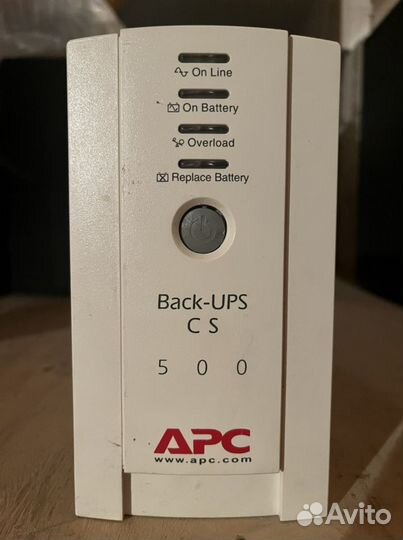 On Line
On Battery
Overload
Replace Battery
Back-UPS
CS
500
APC
www.apc.com
Avito